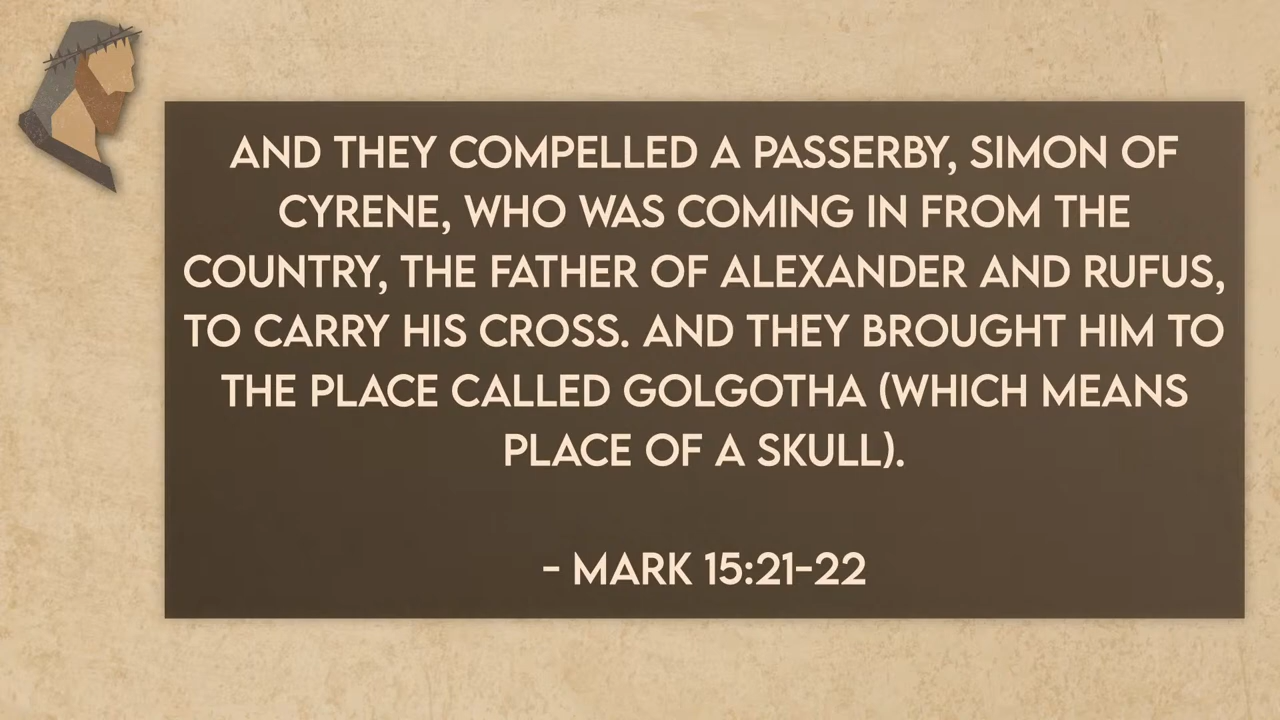 AND THEY COMPELLED A PASSERBY, SIMON OF
CYRENE, WHO WAS COMING IN FROM THE
COUNTRY, THE FATHER OF ALEXANDER AND RUFUS,
TO CARRY HIS CROSS. AND THEY BROUGHT HIM TO
THE PLACE CALLED GOLGOTHA (WHICH MEANS
PLACE OF A SKULL).
- MARK 15:21-22